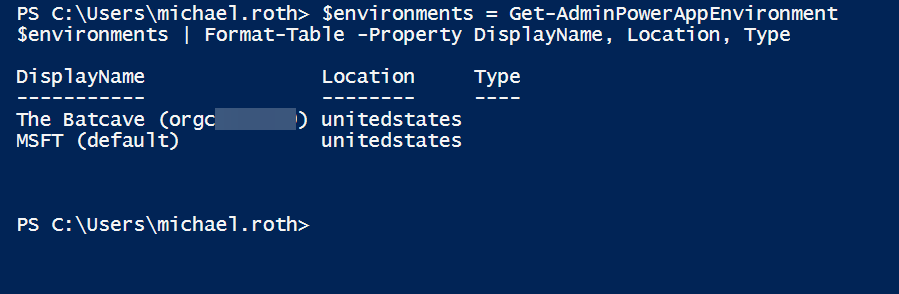 PS C:\Users\michael.roth> $environments = Get-AdminPowerAppEnvironment
$environments | Format-Table -Property DisplayName, Location, Type
DisplayName Location Type
----------- -------- ----
The Batcave (orgc ) unitedstates
MSFT (default) unitedstates
PS C:\Users\michael.roth>